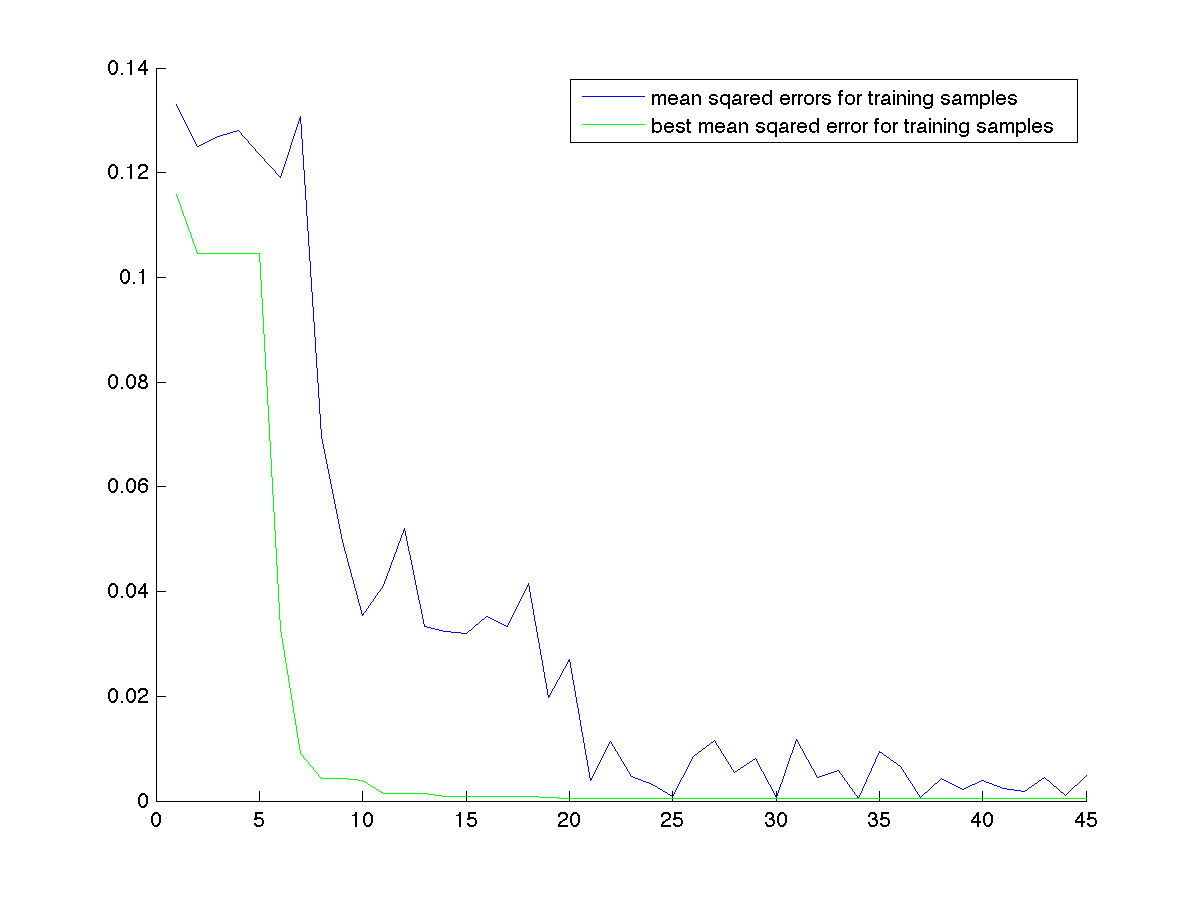 0.14
mean sqared errors for training samples
best mean sqared error for training samples
0.12
0.1
0.08
0.06
0.04
0.02
0
0 5 10 15 20 25 30 35 40 45